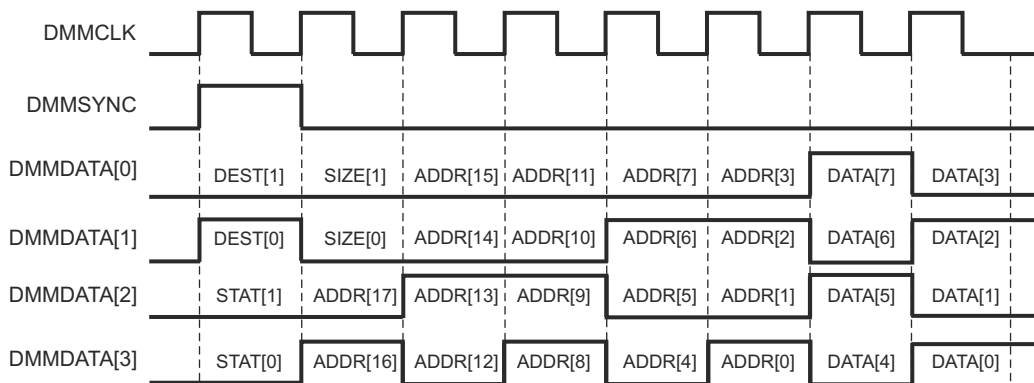 DMMCLK
DMMSYNC
DMMDATA[0] DEST[1] SIZE[1] ADDR[15] ADDR[11] ADDR[7] ADDR[3] DATA[7] DATA[3]
DMMDATA[1] DEST[0] SIZE[0] ADDR[14] ADDR[10] ADDR[6] ADDR[2] DATA[6] DATA[2]
DMMDATA[2] STAT[1] ADDR[17] ADDR[13] ADDR[9] ADDR[5] ADDR[1] DATA[5] DATA[1]
DMMDATA[3] STAT[0] ADDR[16] ADDR[12] ADDR[8] ADDR[4] ADDR[0] DATA[4] DATA[0]